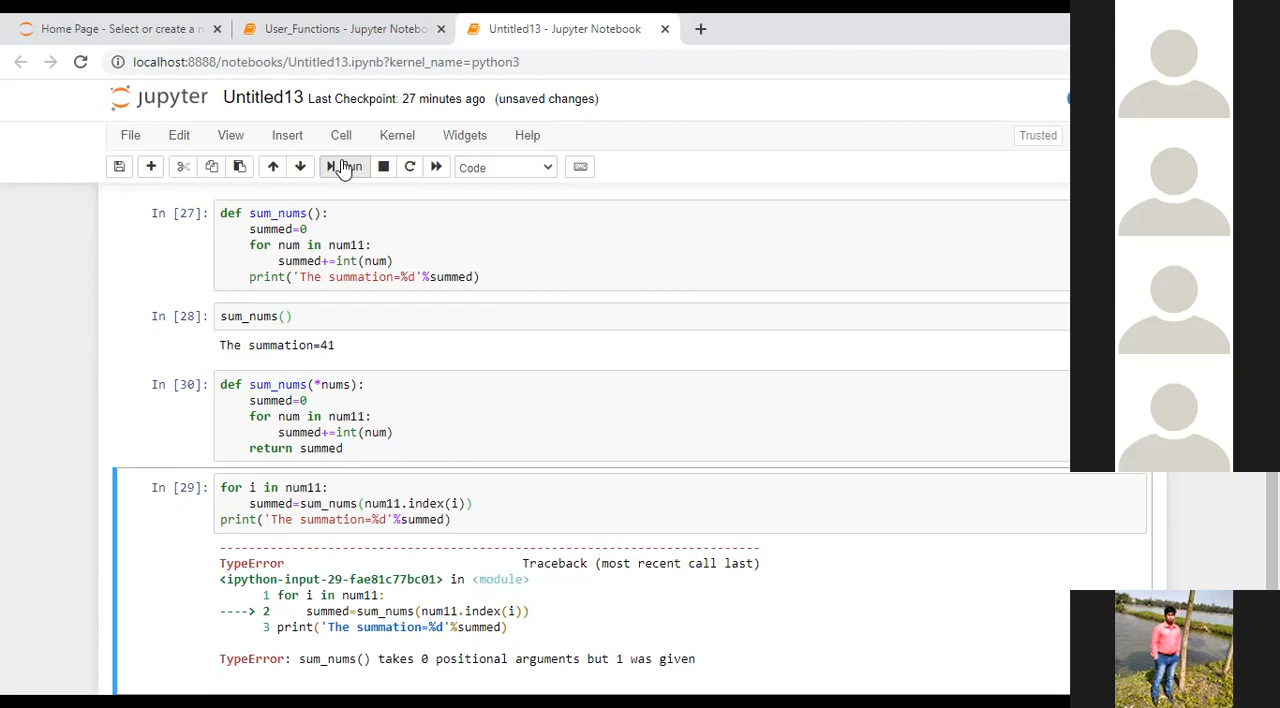 Home Page - Select or create a n
User_Functions - Jupyter Notebo
Untitled13 - Jupyter Notebook
localhost:8888/notebooks/Untitled13.ipynb?kernel_name=python3
jupyter Untitled13 Last Checkpoint: 27 minutes ago (unsaved changes)
File Edit View Insert Cell Kernel Widgets Help Trusted
Code
In [27]: def sum_nums():
summed=0
for num in num11:
summed+=int(num)
print('The summation=%d'%summed)
In [28]: sum_nums()
The summation=41
In [30]: def sum_nums(*nums):
summed=0
for num in num11:
summed+=int(num)
return summed
In [29]: for i in num11:
summed=sum_nums(num11.index(i))
print('The summation=%d'%summed)
---------------------------------------------------------------------------
TypeError Traceback (most recent call last)
<ipython-input-29-fae81c77bc01> in <module>
1 for i in num11:
----> 2 summed=sum_nums(num11.index(i))
3 print('The summation=%d'%summed)
TypeError: sum_nums() takes 0 positional arguments but 1 was given